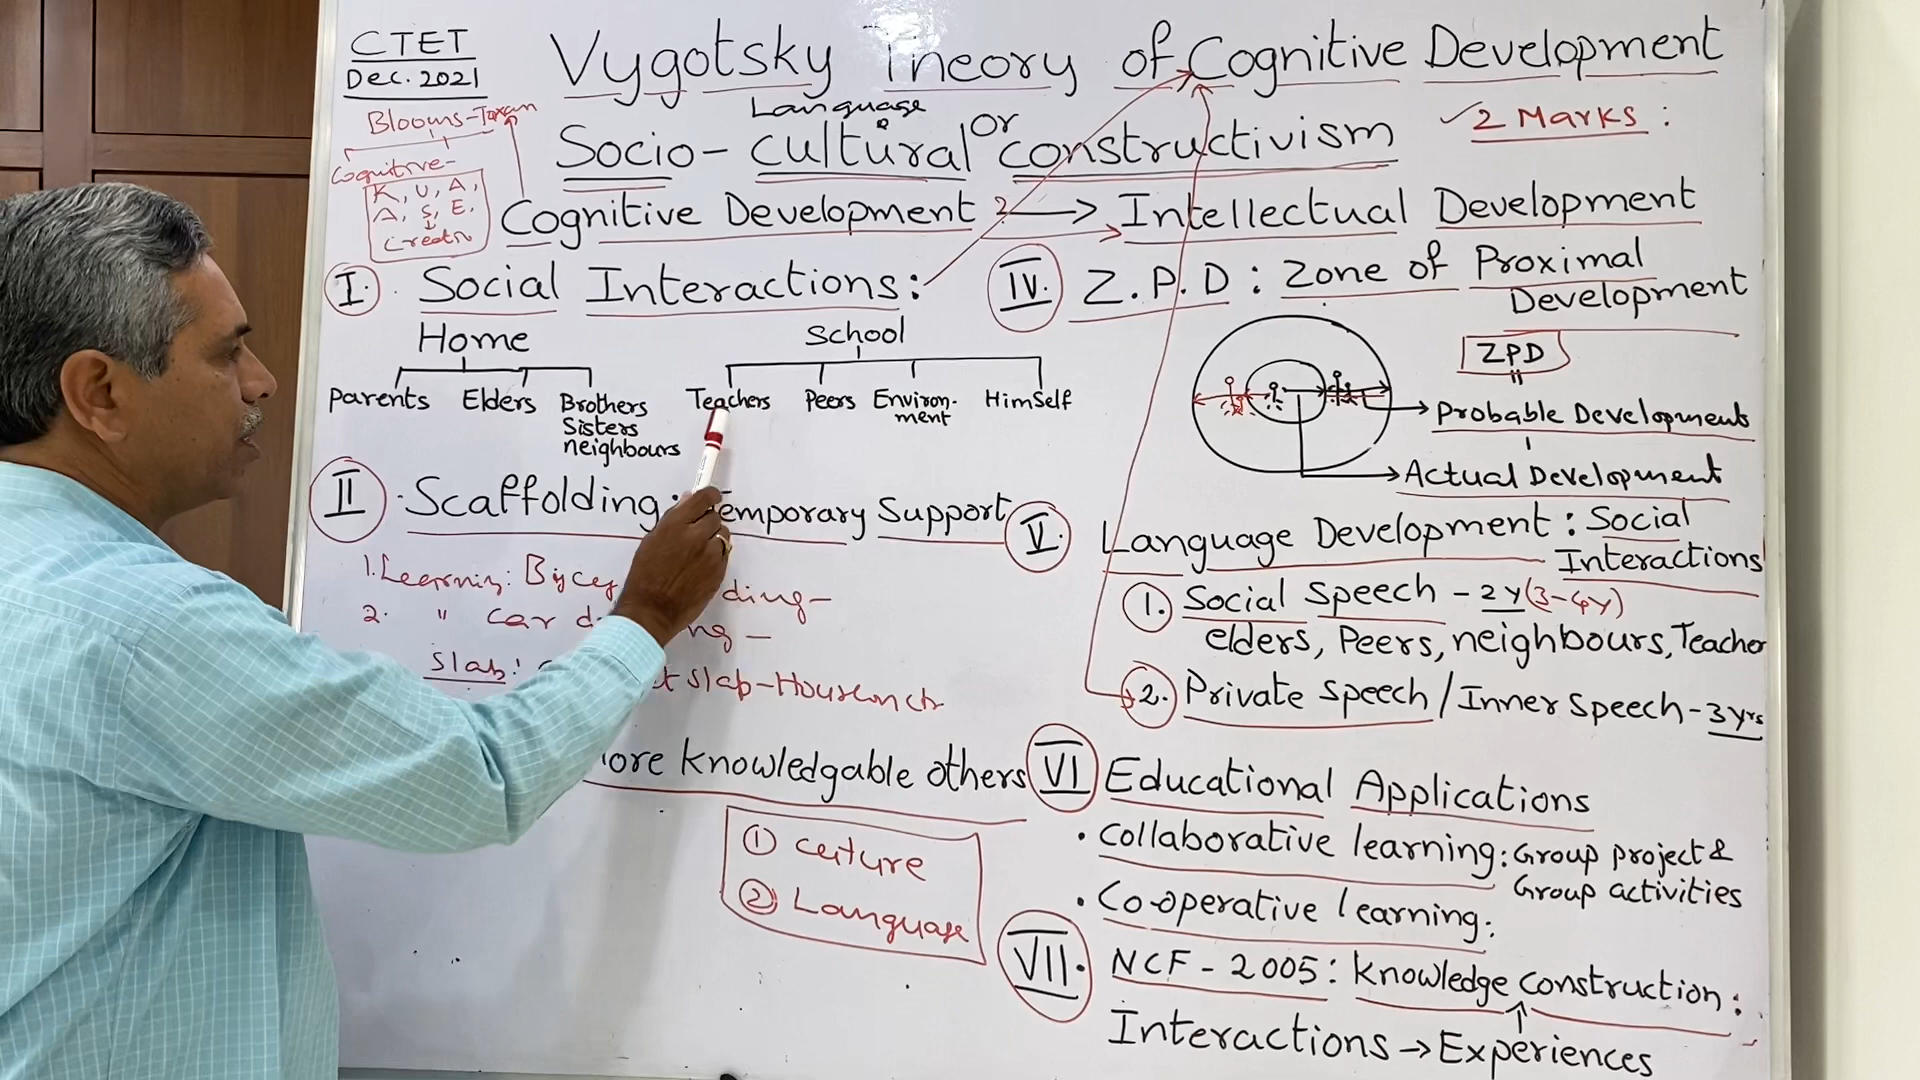 CTET
Dec. 2021
Vygotsky Theory of Cognitive Development
Language
Socio-cultural or constructivism
✓2 Marks:
Blooms-Taxan
Cognitive-
K, U, A,
A, S, E.
Creatn
Cognitive Development ? → Intellectual Development
I. Social Interactions:
Home
School
Parents
Elders
Brothers
Sisters
neighbours
Teachers
Peers
Environ-
ment
Himself
II. Scaffolding: Temporary Support
1. Learning:
2. " Car
Slab:
slab-House
ore knowledgable others
① 
② Language
IV. Z.P.D: Zone of Proximal
Development
ZPD
Probable Development
Actual Development
V. Language Development: Social
Interactions
1. Social speech - 2y (3-4y)
elders, Peers, neighbours, Teacher
2. Private speech / Inner speech - 3yrs
VI Educational Applications
• Collaborative learning: Group project &
Group activities
• Co-operative learning:
VII. NCF - 2005: knowledge construction:
Interactions → Experiences